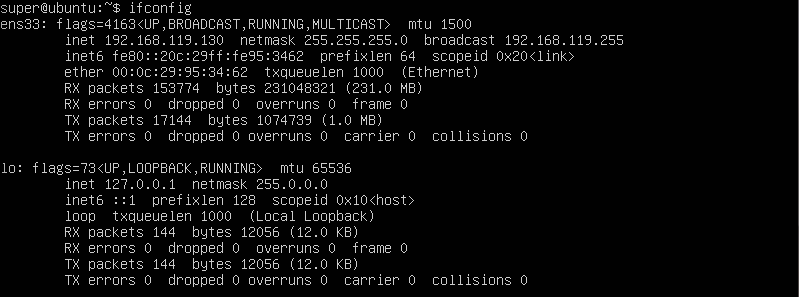 super@ubuntu:~$ ifconfig
ens33: flags=4163<UP,BROADCAST,RUNNING,MULTICAST>  mtu 1500
        inet 192.168.119.130  netmask 255.255.255.0  broadcast 192.168.119.255
        inet6 fe80::20c:29ff:fe95:3462  prefixlen 64  scopeid 0x20<link>
        ether 00:0c:29:95:34:62  txqueuelen 1000  (Ethernet)
        RX packets 153774  bytes 231048321 (231.0 MB)
        RX errors 0  dropped 0  overruns 0  frame 0
        TX packets 17144  bytes 1074739 (1.0 MB)
        TX errors 0  dropped 0 overruns 0  carrier 0  collisions 0

lo: flags=73<UP,LOOPBACK,RUNNING>  mtu 65536
        inet 127.0.0.1  netmask 255.0.0.0
        inet6 ::1  prefixlen 128  scopeid 0x10<host>
        loop  txqueuelen 1000  (Local Loopback)
        RX packets 144  bytes 12056 (12.0 KB)
        RX errors 0  dropped 0  overruns 0  frame 0
        TX packets 144  bytes 12056 (12.0 KB)
        TX errors 0  dropped 0 overruns 0  carrier 0  collisions 0